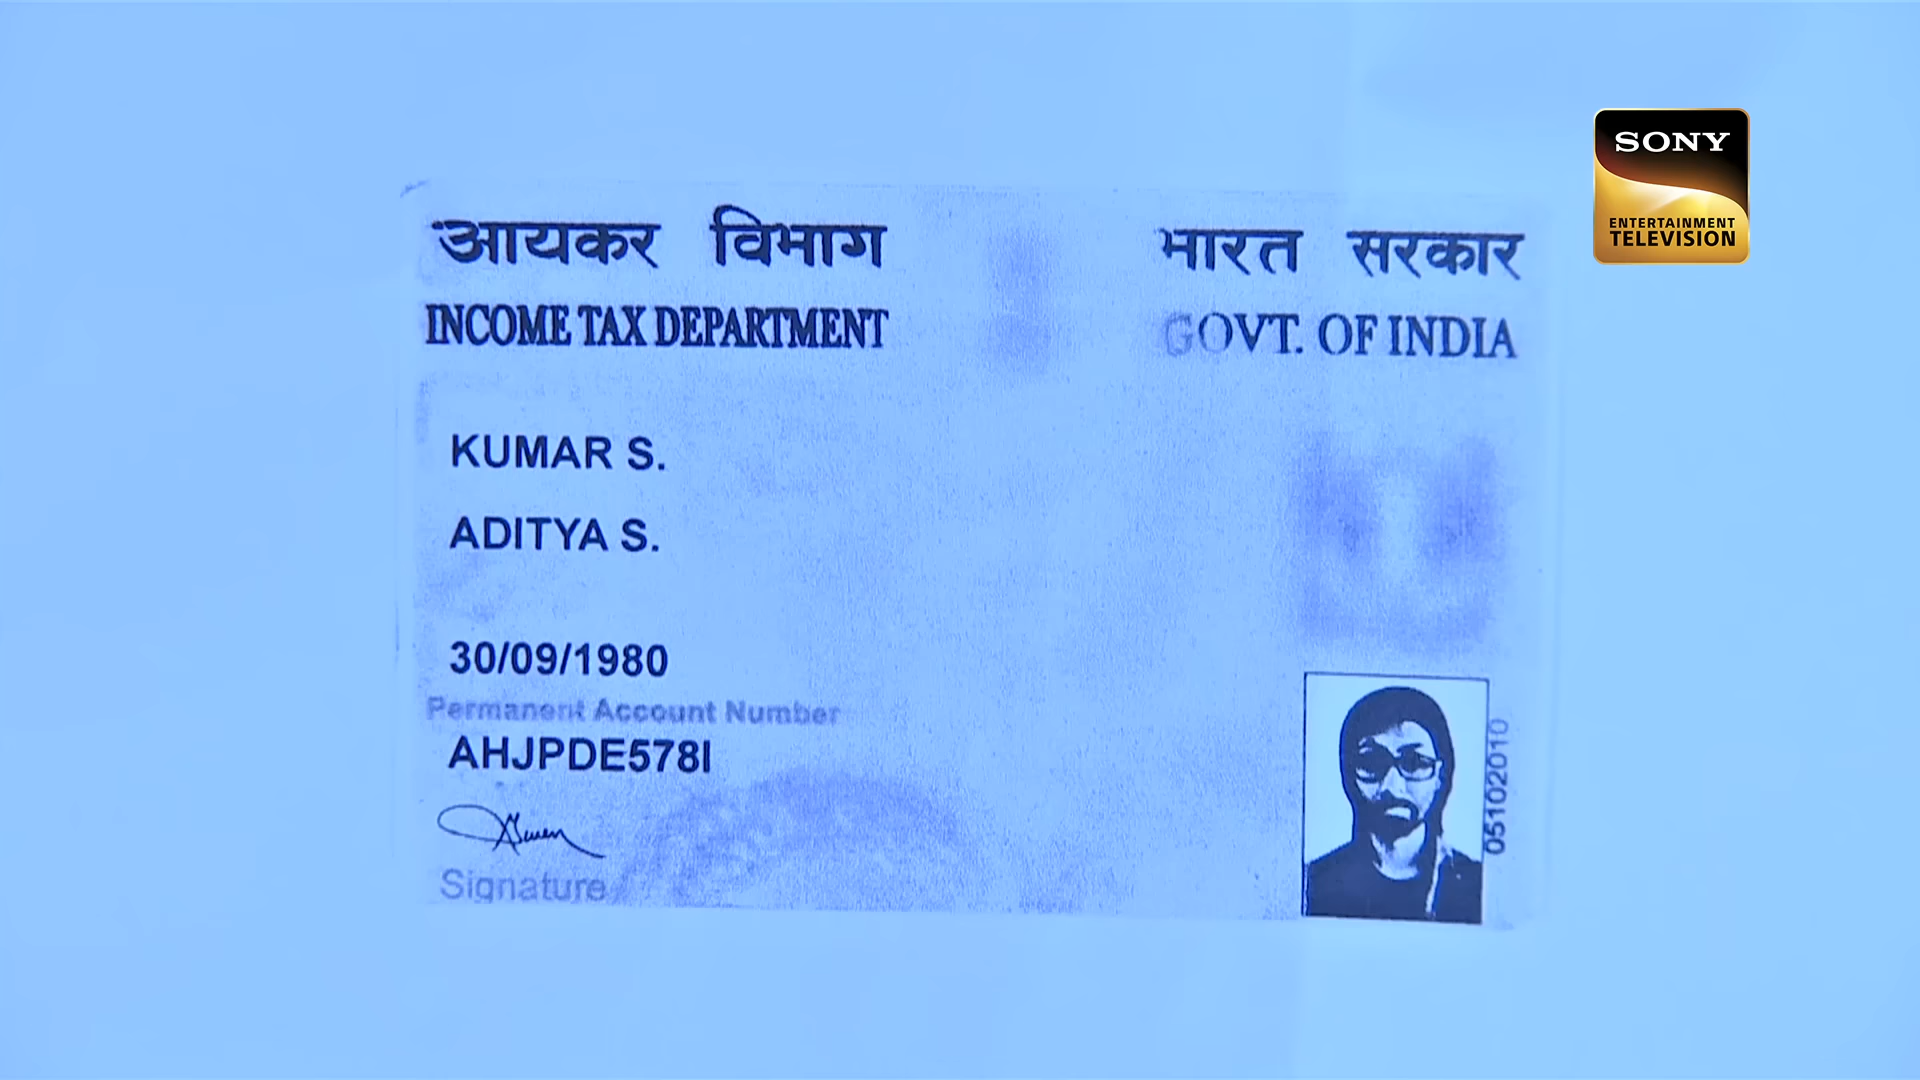 SONY
ENTERTAINMENT
TELEVISION
आयकर विभाग
भारत सरकार
INCOME TAX DEPARTMENT
GOVT. OF INDIA
KUMAR S.
ADITYA S.
30/09/1980
Permanent Account Number
AHJPDE578I
Signature
05102010